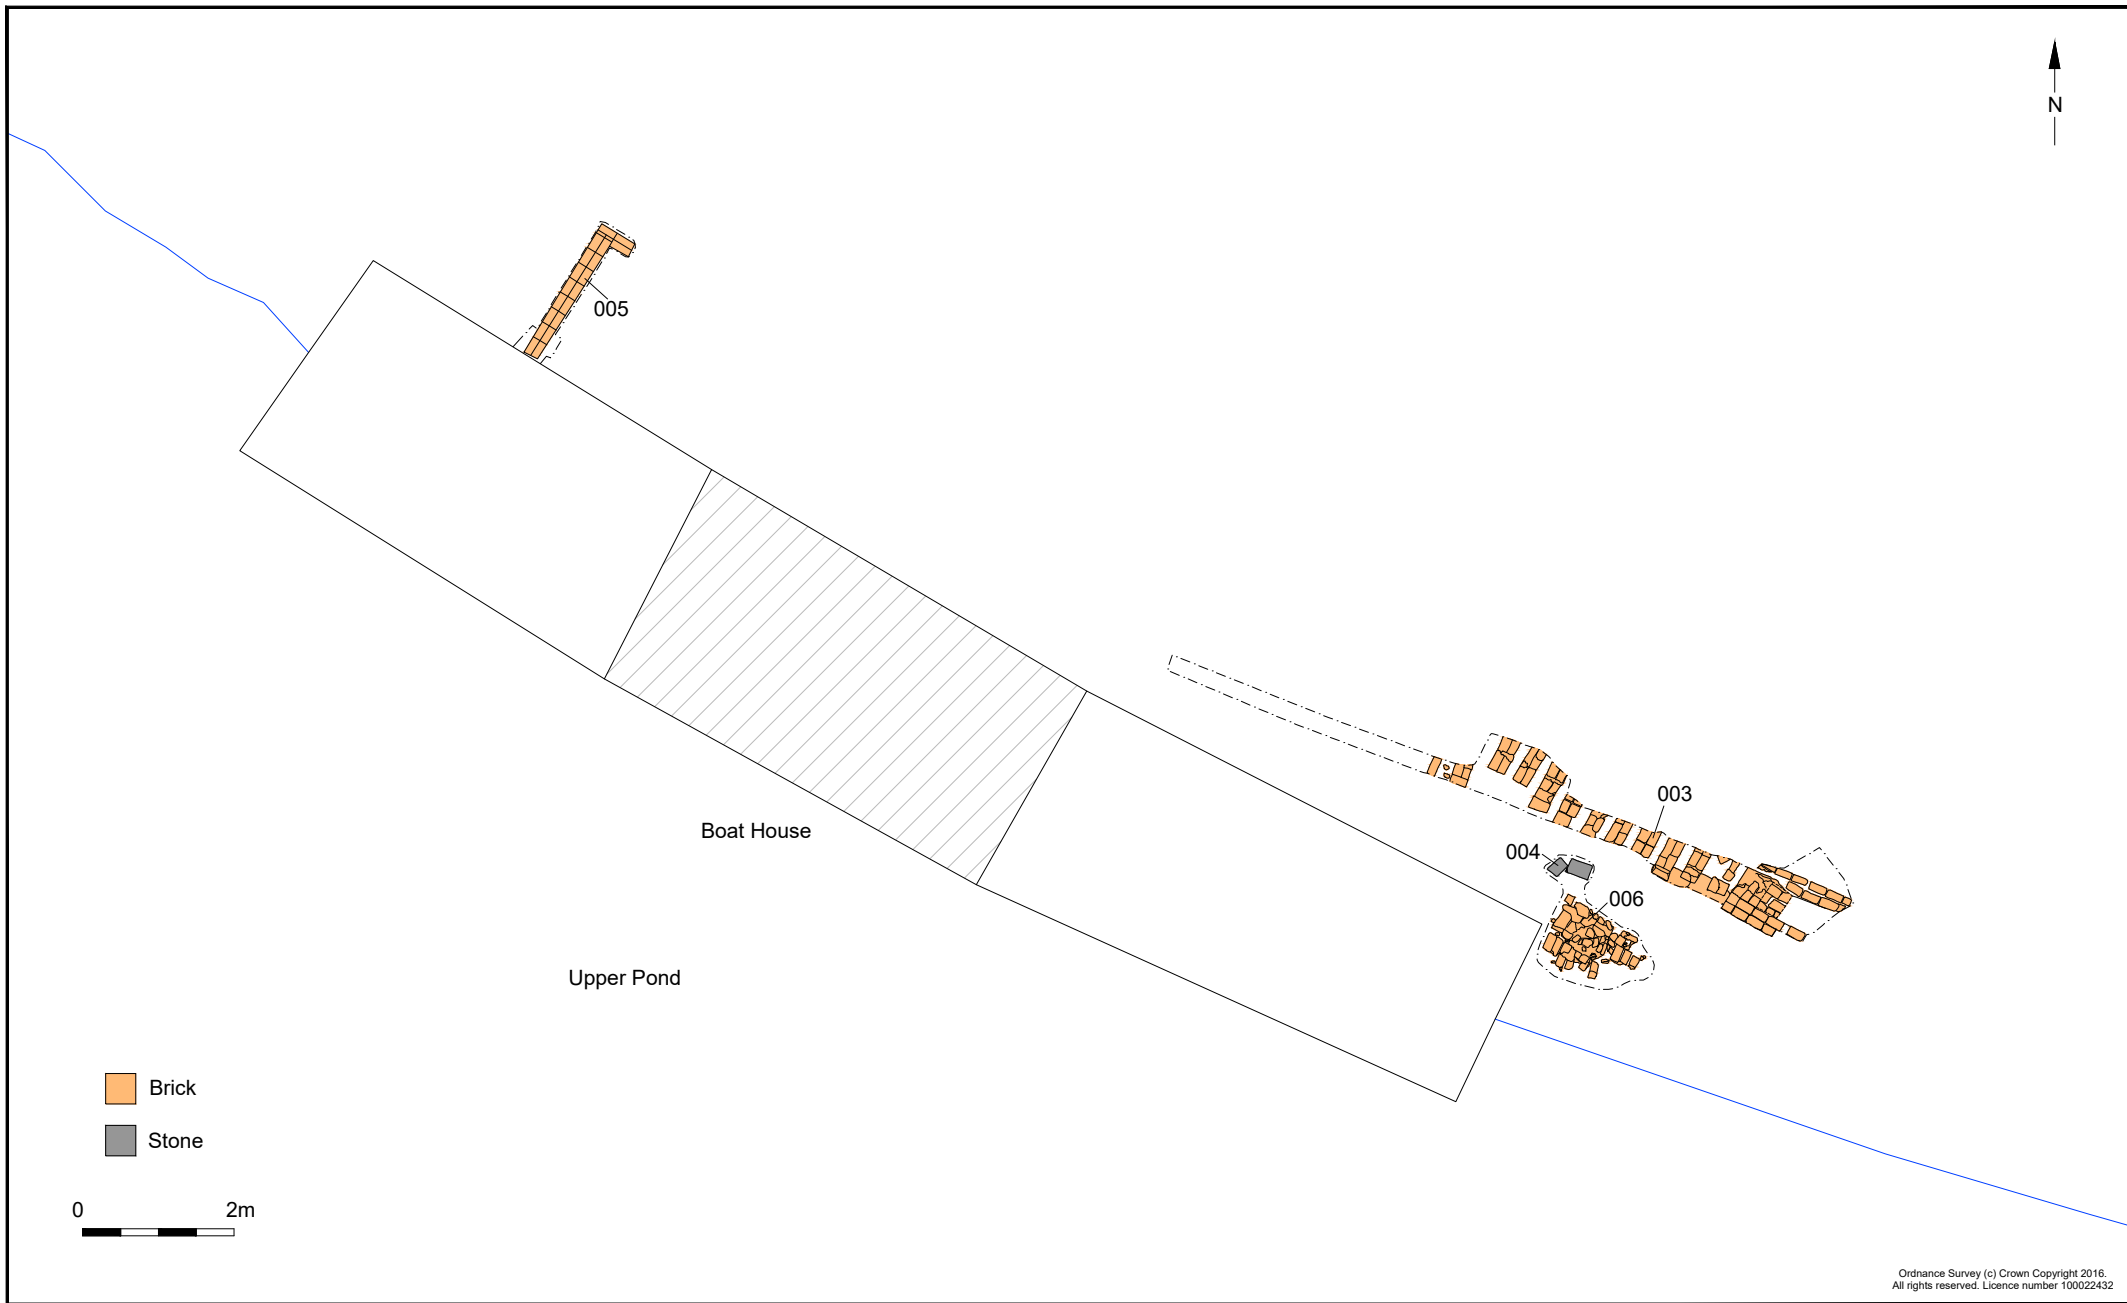 N
005
003
004
006
Boat House
Upper Pond
Brick
Stone
0 2m
Ordnance Survey (c) Crown Copyright 2016.
All rights reserved. Licence number 100022432